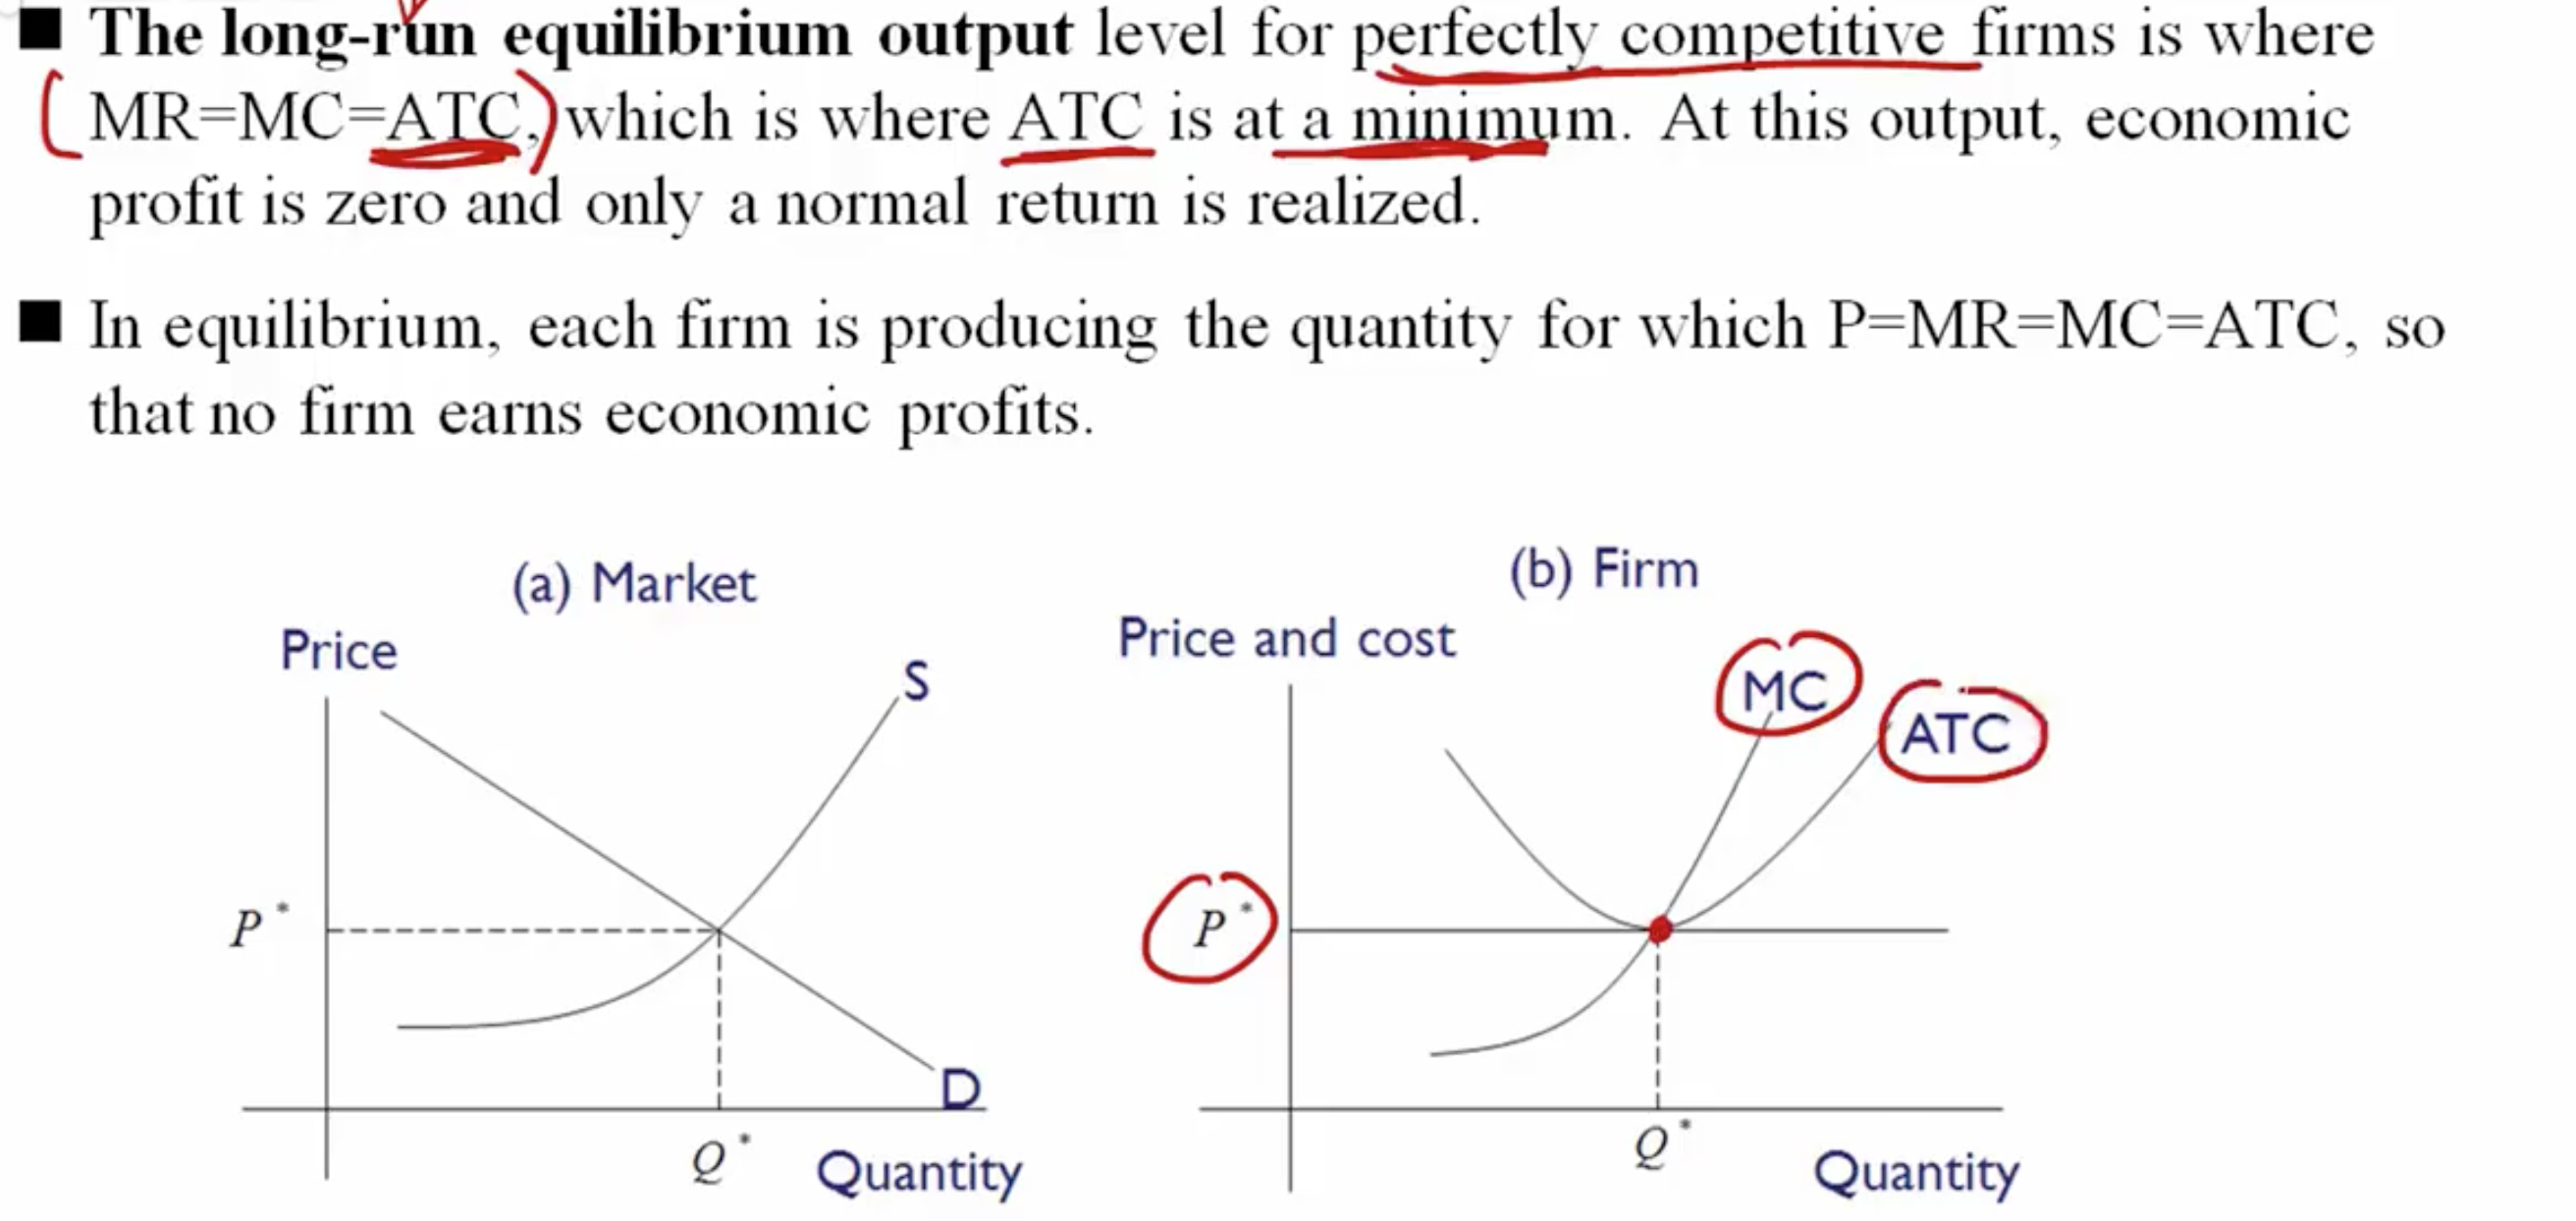 ■ The long-run equilibrium output level for perfectly competitive firms is where
MR=MC=ATC, which is where ATC is at a minimum. At this output, economic
profit is zero and only a normal return is realized.
■ In equilibrium, each firm is producing the quantity for which P=MR=MC=ATC, so
that no firm earns economic profits.
(a) Market
Price
S
P*
D
Q*
Quantity
(b) Firm
Price and cost
MC
ATC
P*
Q*
Quantity